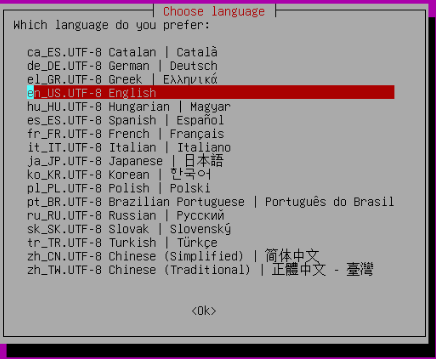 Choose language
Which language do you prefer:
ca_ES.UTF-8 Catalan | Català
de_DE.UTF-8 German | Deutsch
el_GR.UTF-8 Greek | Ελληνικά
en_US.UTF-8 English
hu_HU.UTF-8 Hungarian | Magyar
es_ES.UTF-8 Spanish | Español
fr_FR.UTF-8 French | Français
it_IT.UTF-8 Italian | Italiano
ja_JP.UTF-8 Japanese | 日本語
ko_KR.UTF-8 Korean | 한국어
pl_PL.UTF-8 Polish | Polski
pt_BR.UTF-8 Brazilian Portuguese | Português do Brasil
ru_RU.UTF-8 Russian | Русский
sk_SK.UTF-8 Slovak | Slovenský
tr_TR.UTF-8 Turkish | Türkçe
zh_CN.UTF-8 Chinese (Simplified) | 简体中文
zh_TW.UTF-8 Chinese (Traditional) | 正體中文 - 臺灣
<Ok>